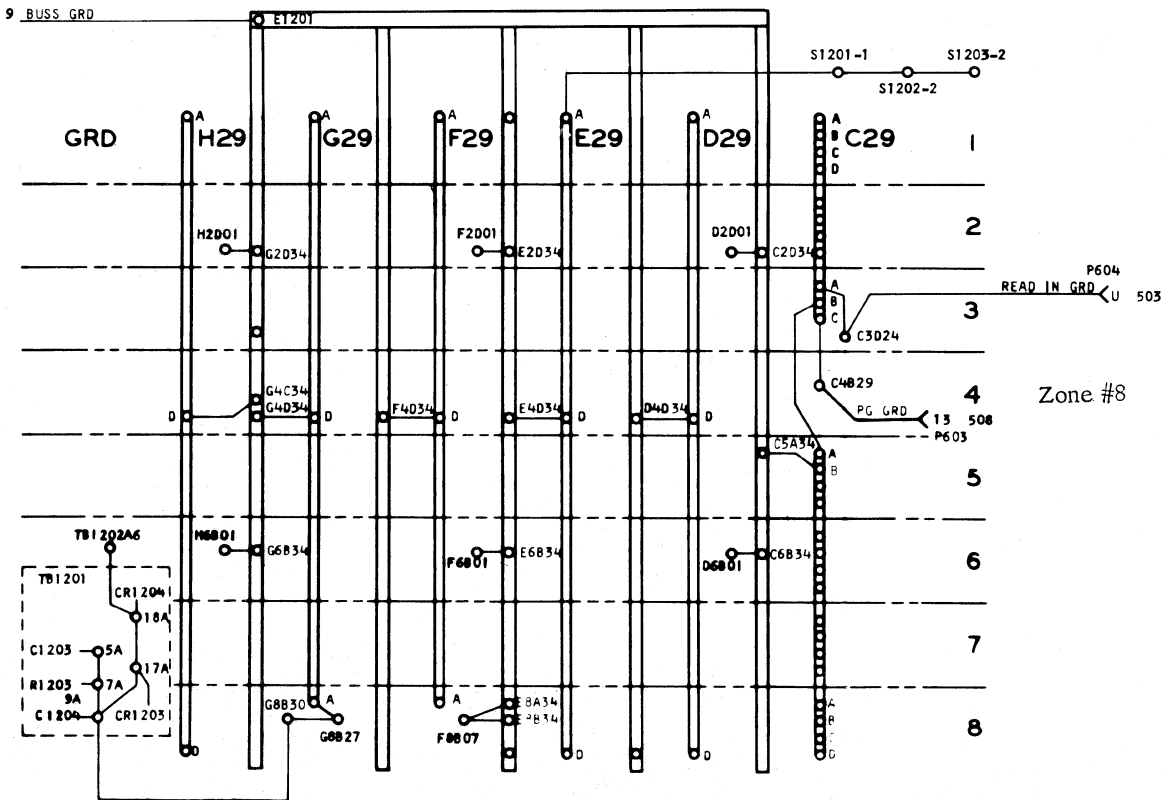 9 BUSS GRD
E1201
S1201-1
S1203-2
S1202-2
A
A
A
A
A
A
GRD
H29
G29
F29
E29
D29
B
C29
1
C
D
H2D01
F2D01
D2D01
2
G2D34
E2D34
C2D34
P604
A
READ IN GRD
U 503
B
3
C
C3D24
G4C34
C4B29
4
Zone #8
D
G4D34
D
F4D34
D
E4D34
D
D4D34
D
PG GRD
13 508
P603
C5A34
A
B
5
TB1202A6
H6B01
G6B34
F6B01
E6B34
D6B01
C6B34
6
TB1201
CR1204
18A
C1203
5A
7
17A
R1203
7A
9A
C1204
CR1203
G8B30
A
G8B27
A
F8B07
E8A34
E8B34
A
B
8
D
D
D